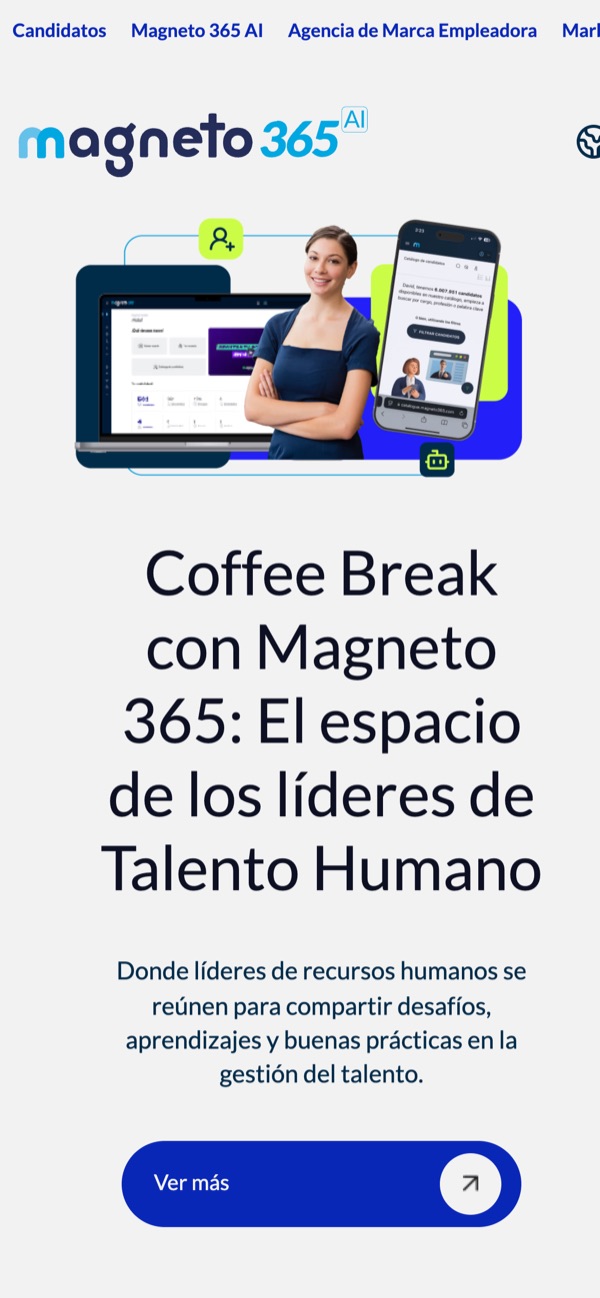 Candidatos Magneto 365 AI Agencia de Marca Empleadora
magneto 365 AI
Coffee Break
con Magneto
365: El espacio
de los líderes de
Talento Humano
Donde líderes de recursos humanos se
reúnen para compartir desafíos,
aprendizajes y buenas prácticas en la
gestión del talento.
Ver más